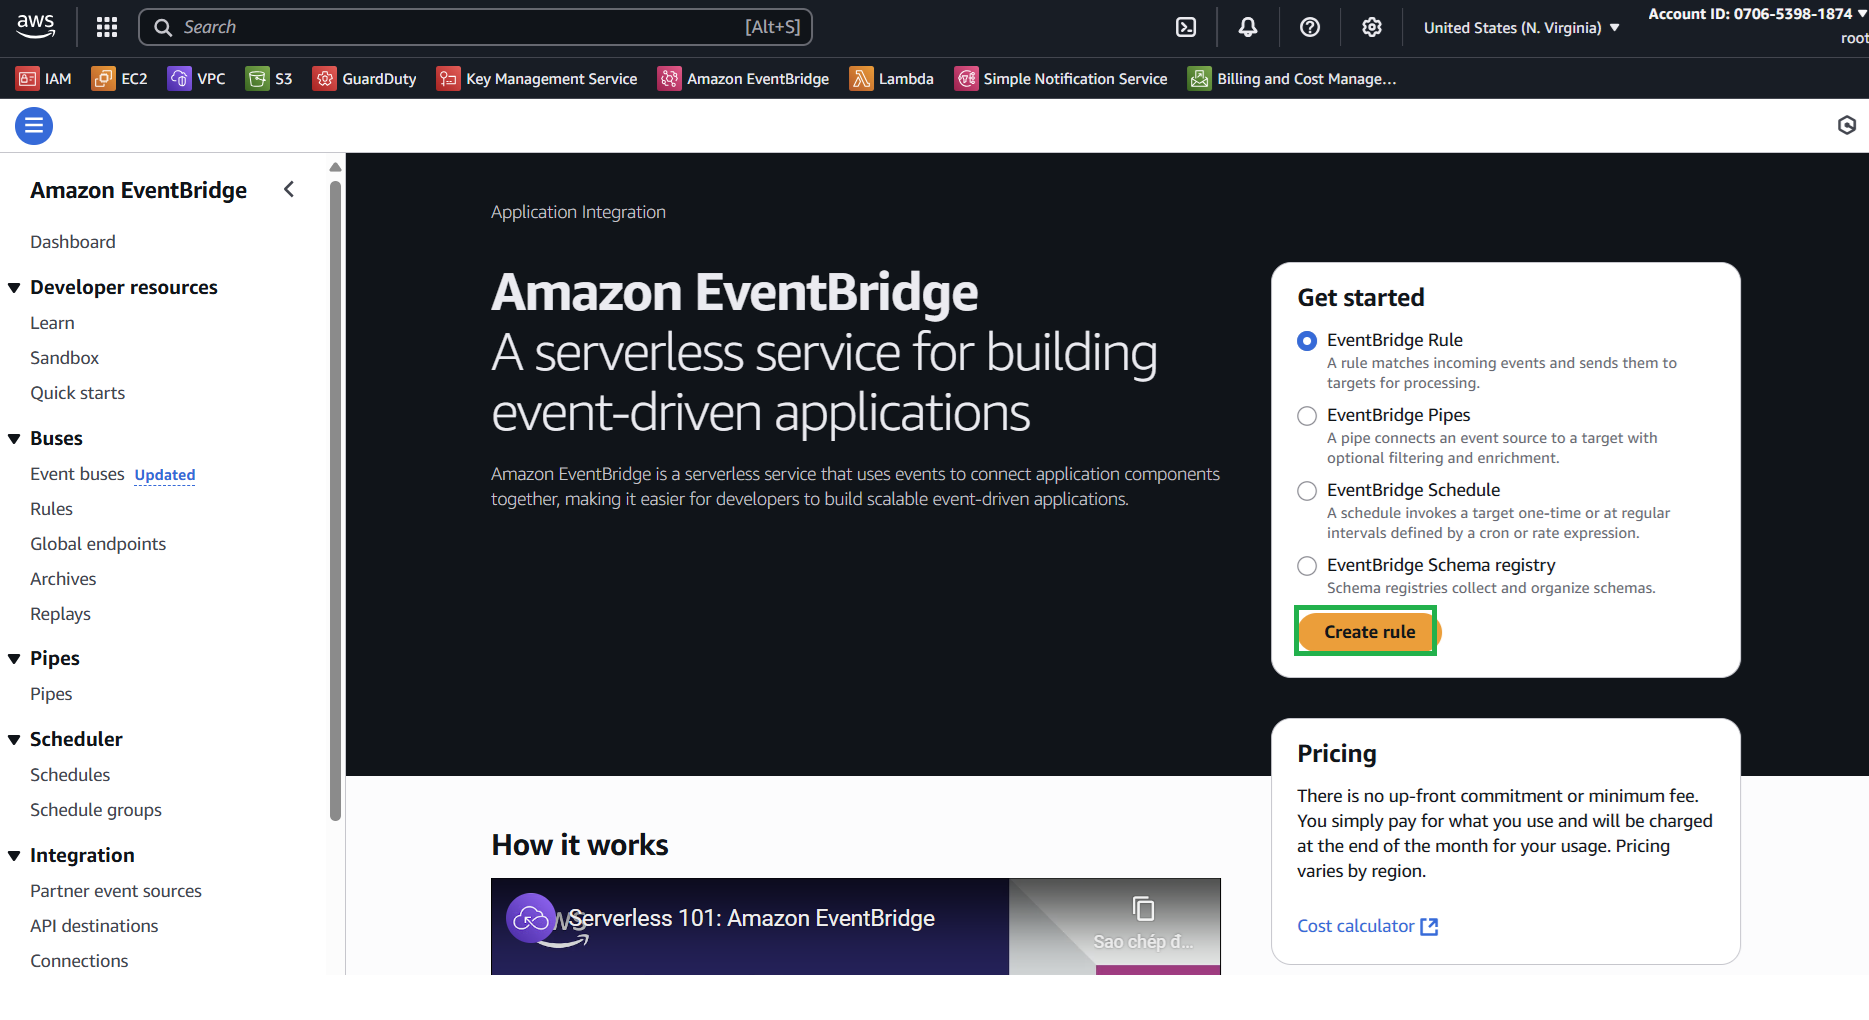 aws
Search [Alt+S]
United States (N. Virginia)
Account ID: 0706-5398-1874
root
IAM
EC2
VPC
S3
GuardDuty
Key Management Service
Amazon EventBridge
Lambda
Simple Notification Service
Billing and Cost Manage...
Amazon EventBridge
Dashboard
Developer resources
Learn
Sandbox
Quick starts
Buses
Event buses Updated
Rules
Global endpoints
Archives
Replays
Pipes
Pipes
Scheduler
Schedules
Schedule groups
Integration
Partner event sources
API destinations
Connections
Application Integration
Amazon EventBridge
A serverless service for building
event-driven applications
Amazon EventBridge is a serverless service that uses events to connect application components
together, making it easier for developers to build scalable event-driven applications.
Get started
EventBridge Rule
A rule matches incoming events and sends them to
targets for processing.
EventBridge Pipes
A pipe connects an event source to a target with
optional filtering and enrichment.
EventBridge Schedule
A schedule invokes a target one-time or at regular
intervals defined by a cron or rate expression.
EventBridge Schema registry
Schema registries collect and organize schemas.
Create rule
Pricing
There is no up-front commitment or minimum fee.
You simply pay for what you use and will be charged
at the end of the month for your usage. Pricing
varies by region.
Cost calculator
How it works
aws
Serverless 101: Amazon EventBridge
Sao chép đ...